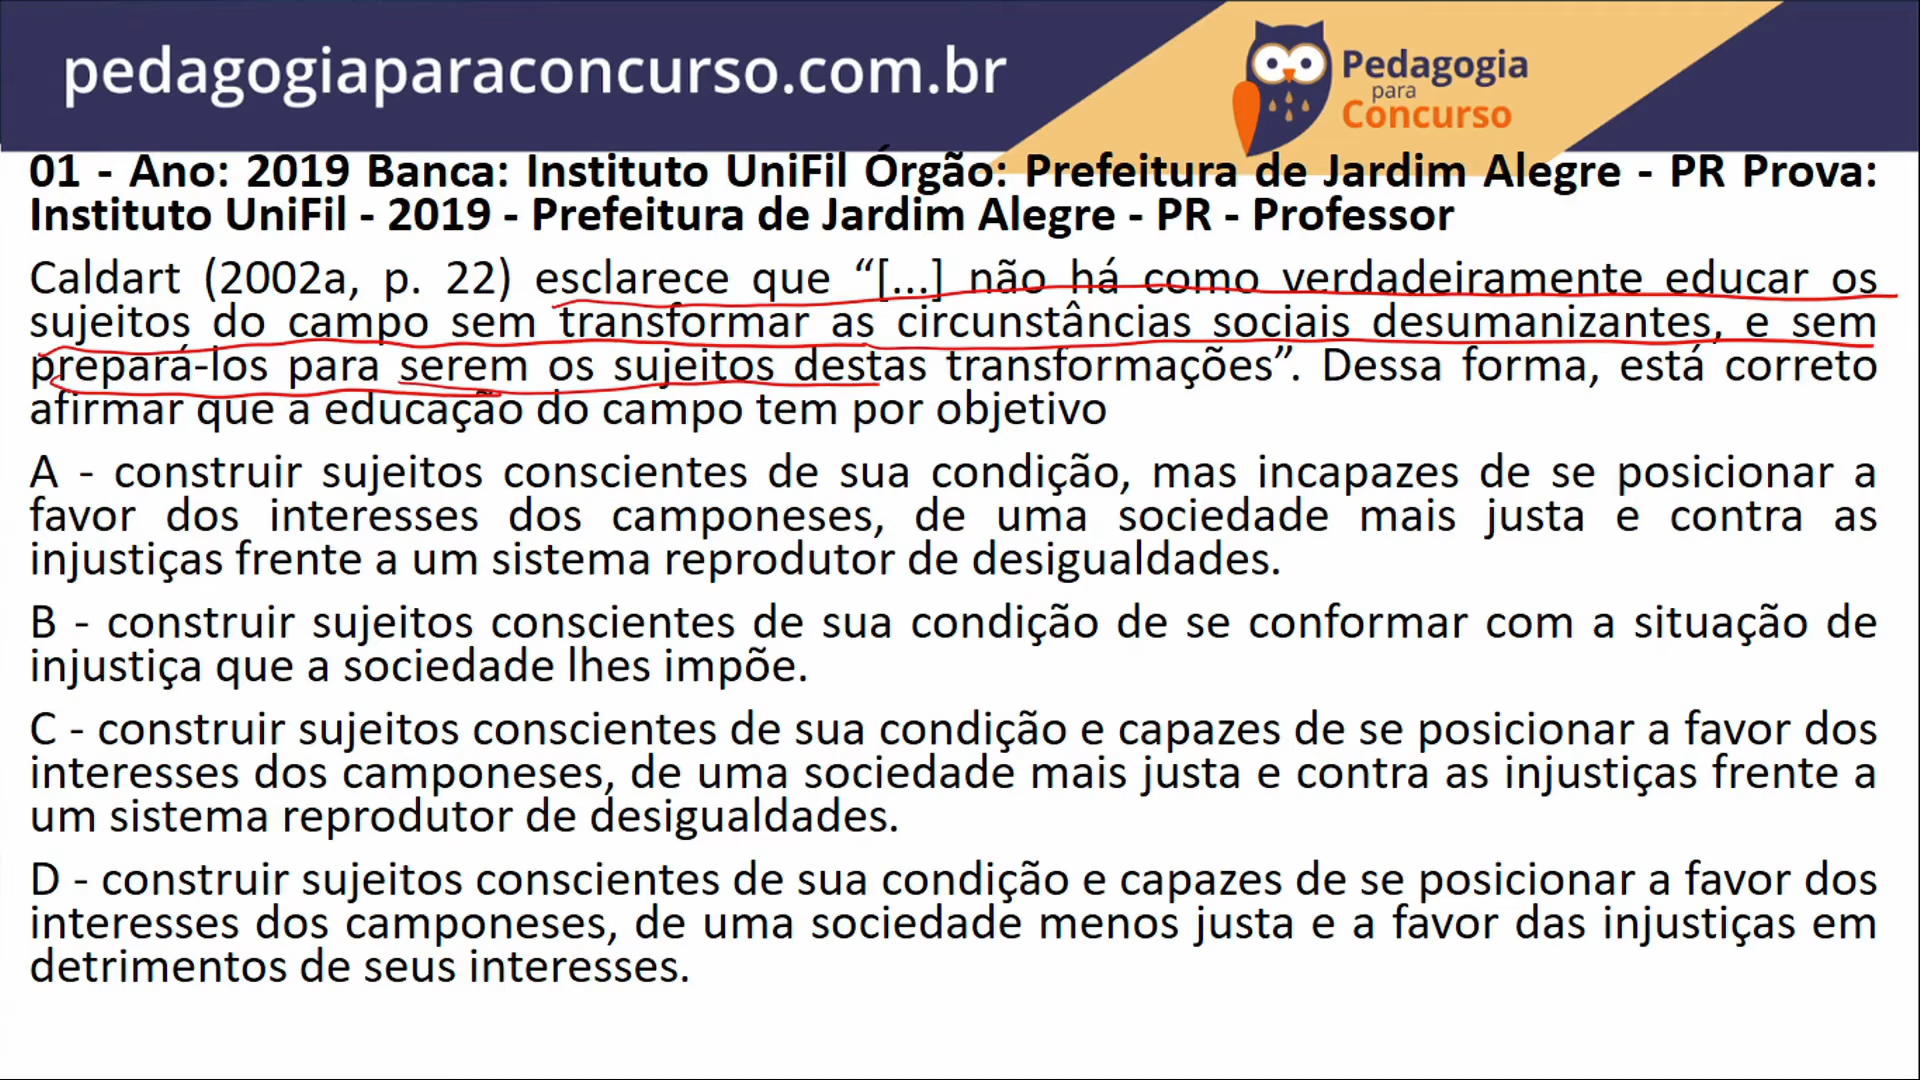 pedagogiaparaconcurso.com.br
Pedagogia
para
Concurso
01 - Ano: 2019 Banca: Instituto UniFil Órgão: Prefeitura de Jardim Alegre - PR Prova:
Instituto UniFil - 2019 - Prefeitura de Jardim Alegre - PR - Professor
Caldart (2002a, p. 22) esclarece que “[...] não há como verdadeiramente educar os
sujeitos do campo sem transformar as circunstâncias sociais desumanizantes, e sem
prepará-los para serem os sujeitos destas transformações”. Dessa forma, está correto
afirmar que a educação do campo tem por objetivo
A - construir sujeitos conscientes de sua condição, mas incapazes de se posicionar a
favor dos interesses dos camponeses, de uma sociedade mais justa e contra as
injustiças frente a um sistema reprodutor de desigualdades.
B - construir sujeitos conscientes de sua condição de se conformar com a situação de
injustiça que a sociedade lhes impõe.
C - construir sujeitos conscientes de sua condição e capazes de se posicionar a favor dos
interesses dos camponeses, de uma sociedade mais justa e contra as injustiças frente a
um sistema reprodutor de desigualdades.
D - construir sujeitos conscientes de sua condição e capazes de se posicionar a favor dos
interesses dos camponeses, de uma sociedade menos justa e a favor das injustiças em
detrimentos de seus interesses.